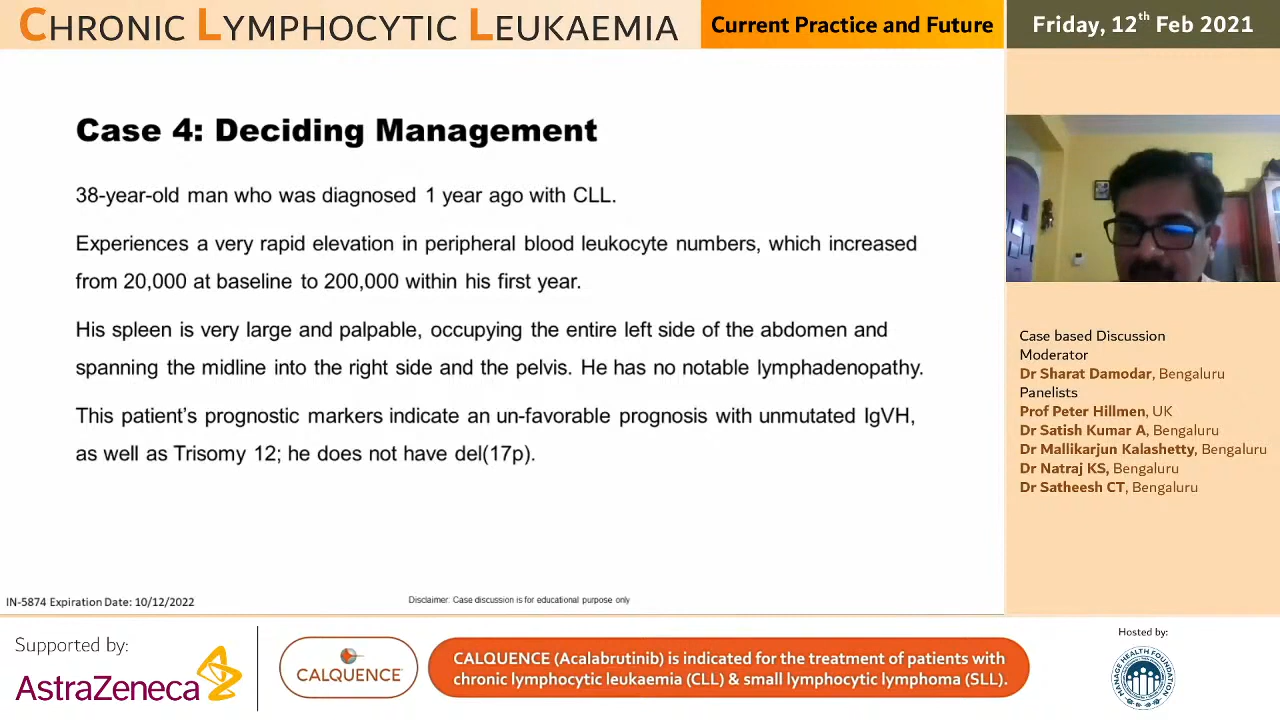 CHRONIC LYMPHOCYTIC LEUKAEMIA
Current Practice and Future
Friday, 12th Feb 2021
Case 4: Deciding Management
38-year-old man who was diagnosed 1 year ago with CLL.
Experiences a very rapid elevation in peripheral blood leukocyte numbers, which increased
from 20,000 at baseline to 200,000 within his first year.
His spleen is very large and palpable, occupying the entire left side of the abdomen and
spanning the midline into the right side and the pelvis. He has no notable lymphadenopathy.
This patient's prognostic markers indicate an un-favorable prognosis with unmutated IgVH,
as well as Trisomy 12; he does not have del(17p).
Case based Discussion
Moderator
Dr Sharat Damodar, Bengaluru
Panelists
Prof Peter Hillmen, UK
Dr Satish Kumar A, Bengaluru
Dr Mallikarjun Kalashetty, Bengaluru
Dr Natraj KS, Bengaluru
Dr Satheesh CT, Bengaluru
IN-5874 Expiration Date: 10/12/2022
Disclaimer: Case discussion is for educational purpose only
Supported by:
AstraZeneca
CALQUENCE
CALQUENCE (Acalabrutinib) is indicated for the treatment of patients with
chronic lymphocytic leukaemia (CLL) & small lymphocytic lymphoma (SLL).
Hosted by:
MANAGE HEALTH FOUNDATION